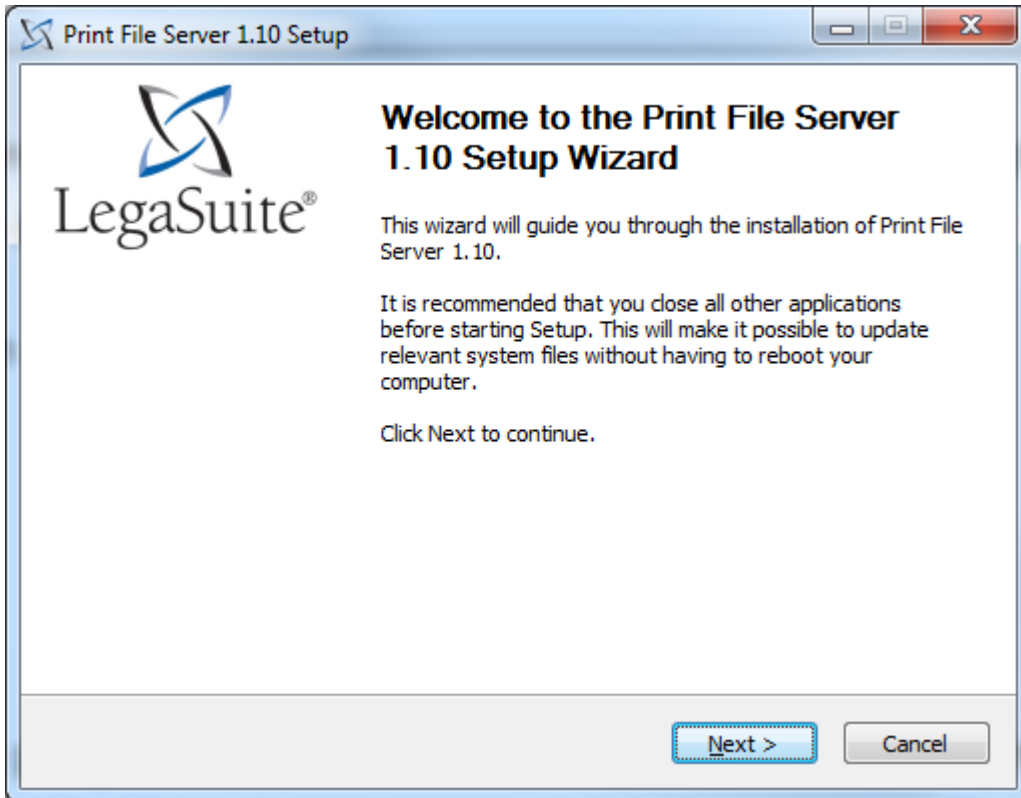 Print File Server 1.10 Setup
LegaSuite®
Welcome to the Print File Server
1.10 Setup Wizard
This wizard will guide you through the installation of Print File
Server 1.10.
It is recommended that you close all other applications
before starting Setup. This will make it possible to update
relevant system files without having to reboot your
computer.
Click Next to continue.
Next >
Cancel